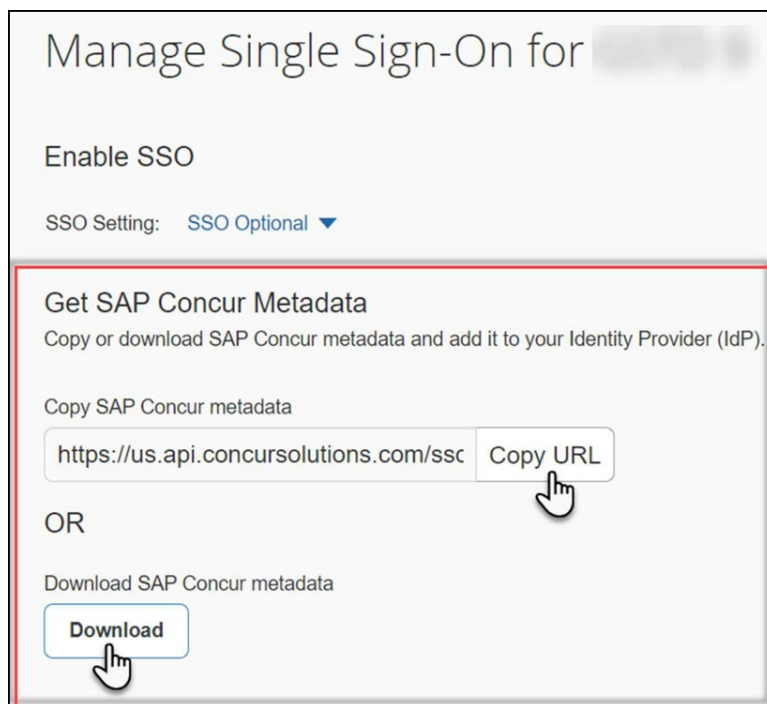 Manage Single Sign-On for
Enable SSO
SSO Setting: SSO Optional
Get SAP Concur Metadata
Copy or download SAP Concur metadata and add it to your Identity Provider (IdP).
Copy SAP Concur metadata
https://us.api.concursolutions.com/sso Copy URL
OR
Download SAP Concur metadata
Download